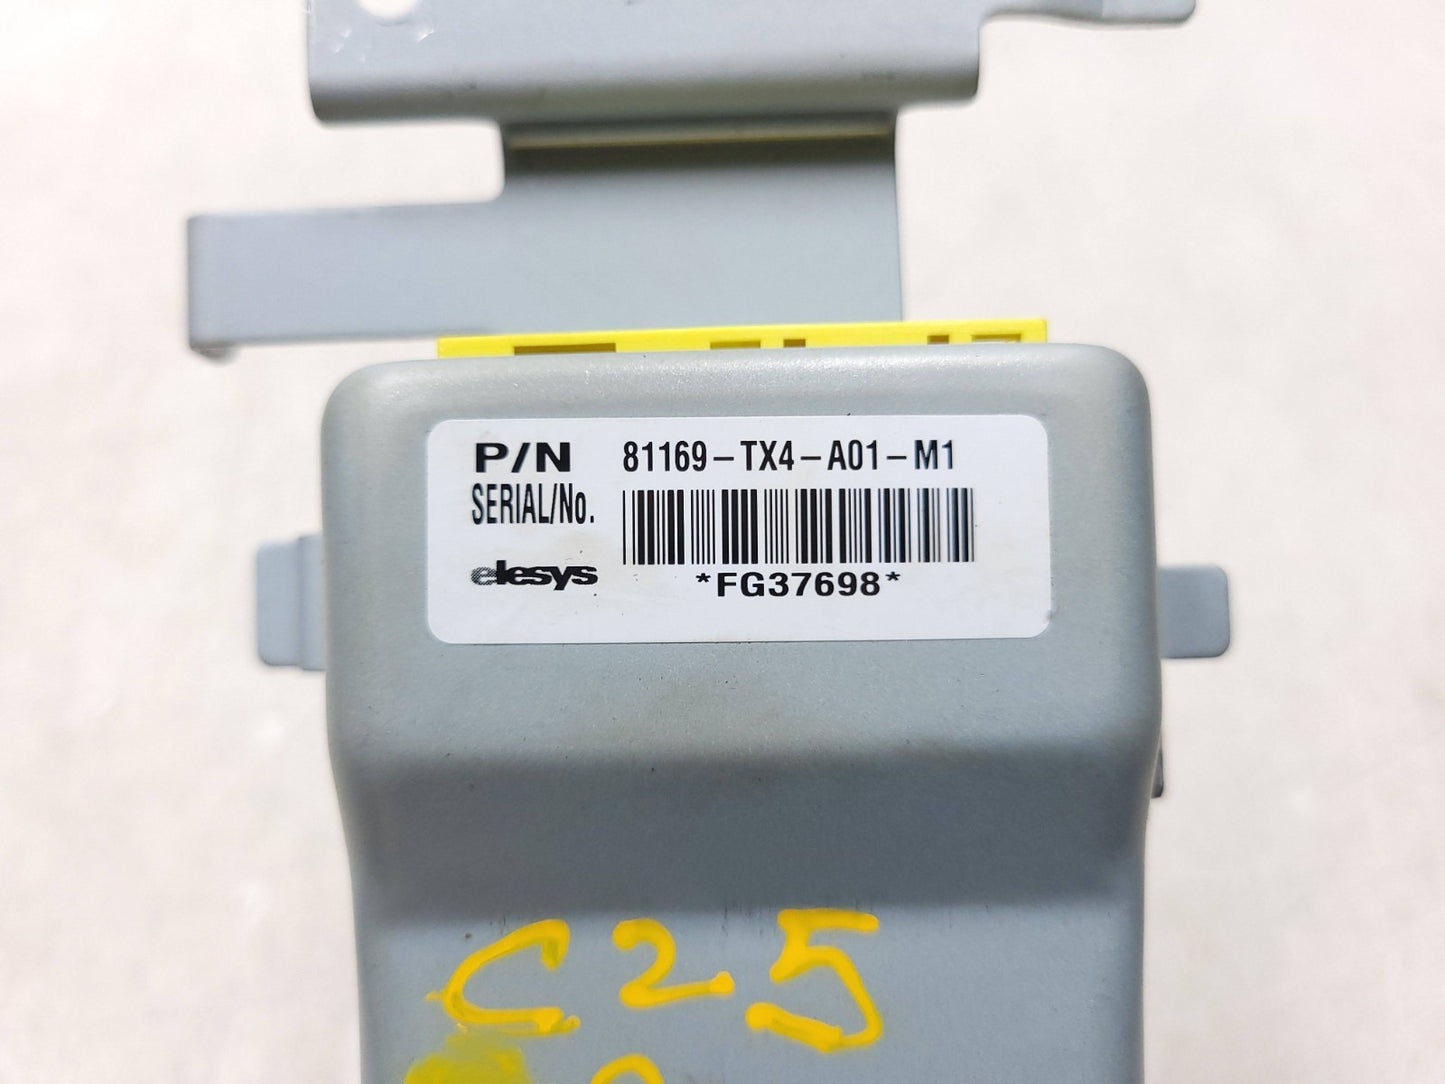 P/N 81169-TX4-A01-M1
SERIAL/No.
elesys *FG37698*
C25